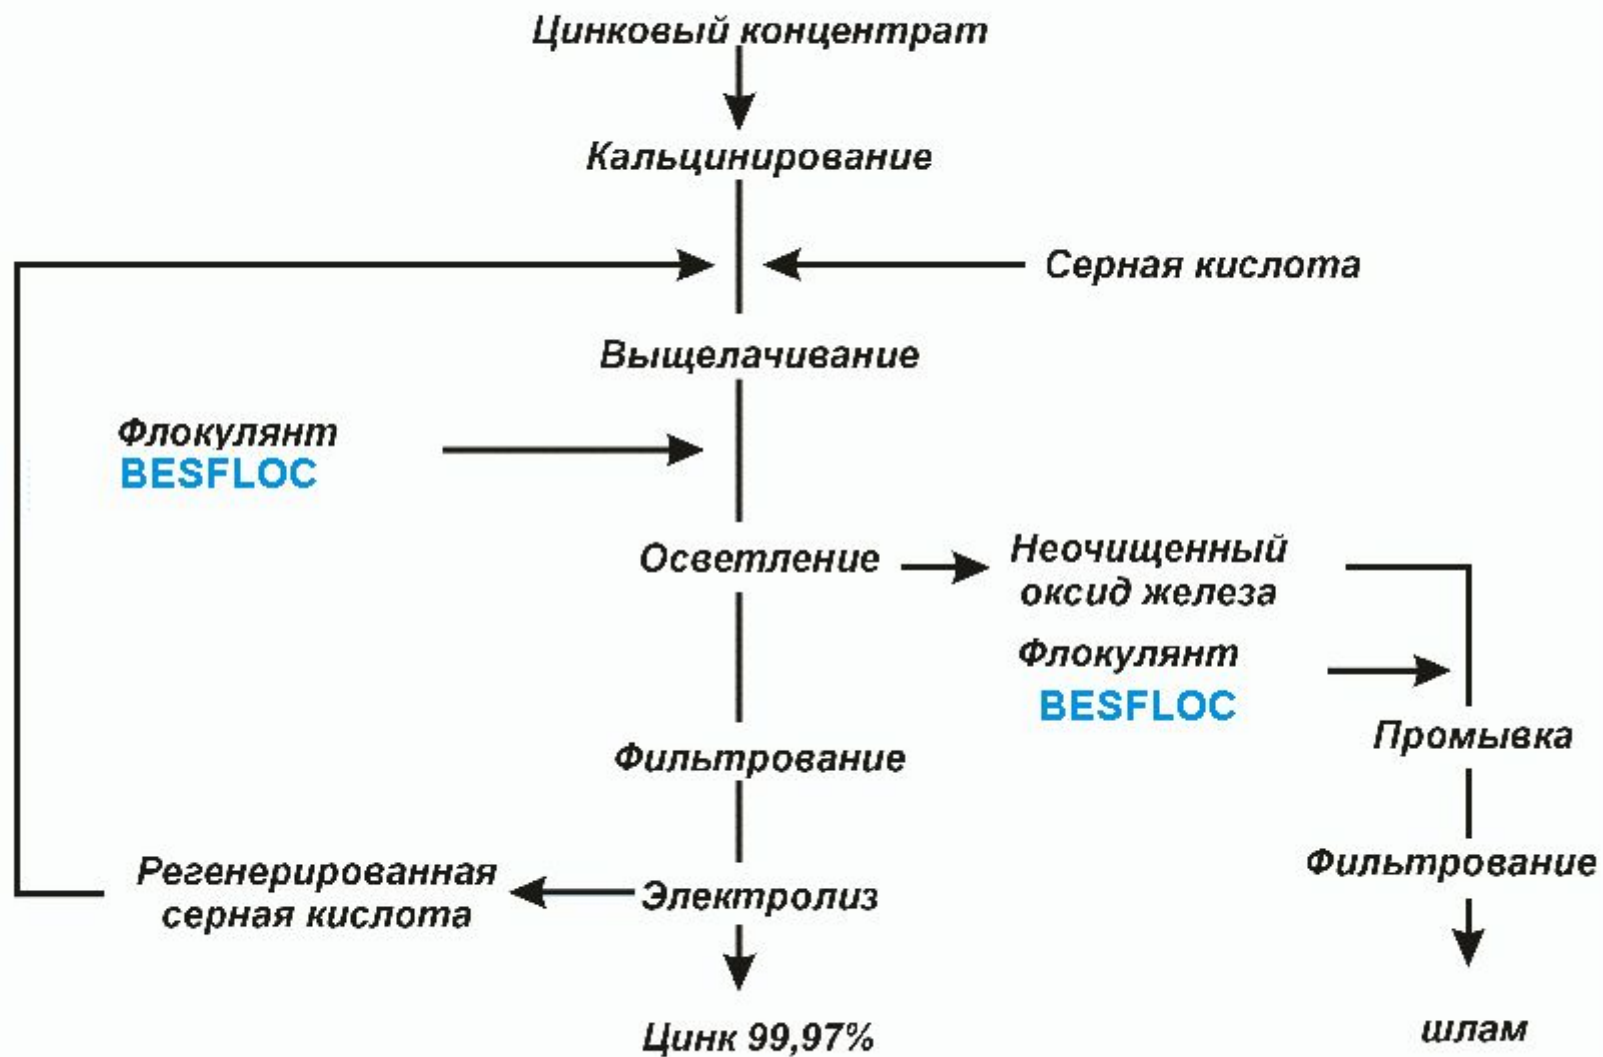 Цинковый концентрат
Кальцинирование
Серная кислота
Выщелачивание
Флокулянт
BESFLOC
Осветление
Неочищенный
оксид железа
Флокулянт
BESFLOC
Промывка
Фильтрование
Фильтрование
Регенерированная
серная кислота
Электролиз
Цинк 99,97%
шлам